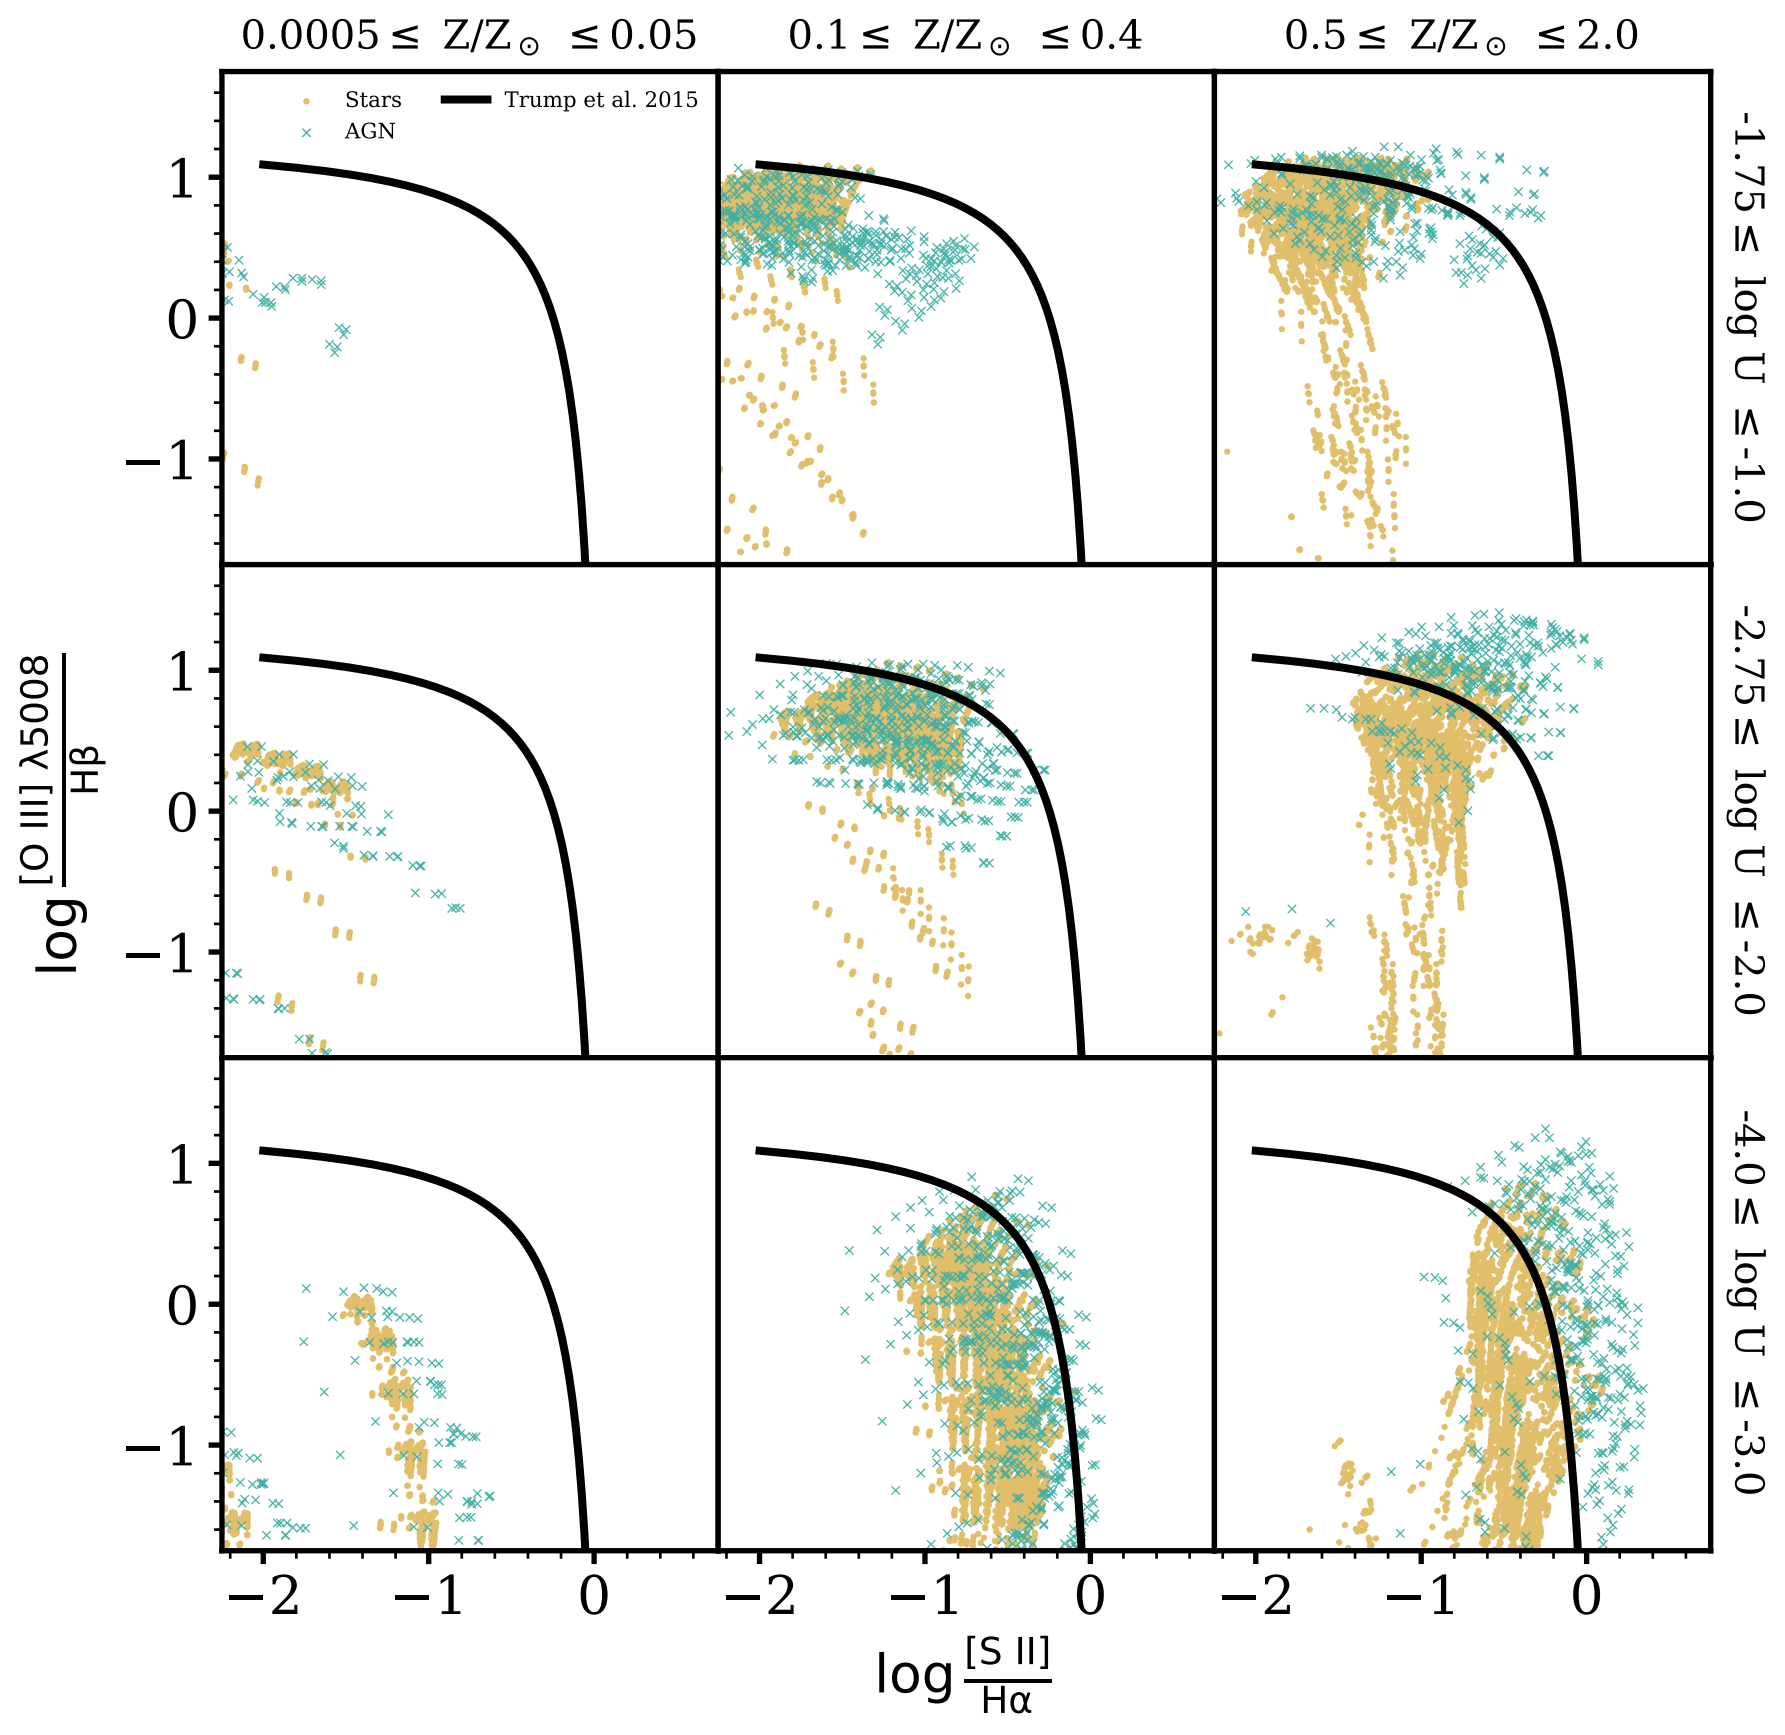 0.0005 ≤ Z/Z⊙ ≤ 0.05
0.1 ≤ Z/Z⊙ ≤ 0.4
0.5 ≤ Z/Z⊙ ≤ 2.0
Stars
AGN
Trump et al. 2015
1
0
−1
-1.75 ≤ log U ≤ -1.0
1
0
−1
-2.75 ≤ log U ≤ -2.0
1
0
−1
-4.0 ≤ log U ≤ -3.0
log [O III] λ5008 / Hβ
−2 −1 0
−2 −1 0
−2 −1 0
log [S II] / Hα